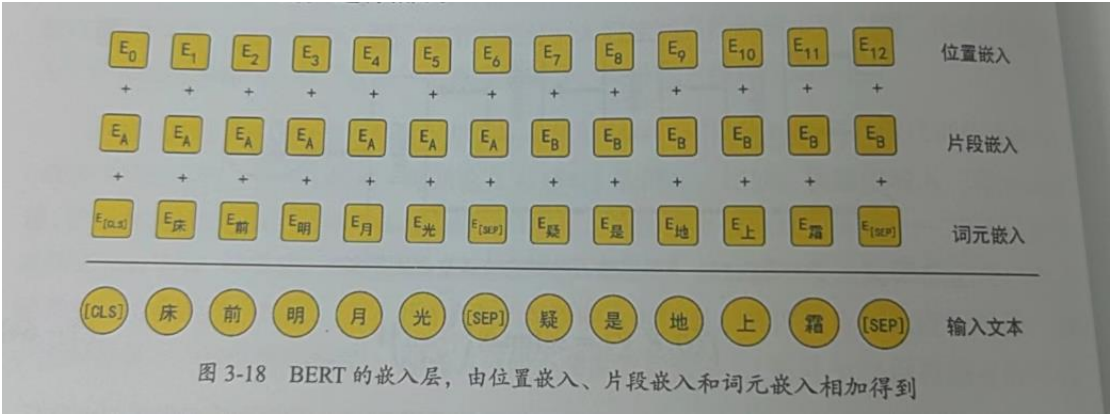 E0 E1 E2 E3 E4 E5 E6 E7 E8 E9 E10 E11 E12 位置嵌入
+ + + + + + + + + + + + +
EA EA EA EA EA EA EA EB EB EB EB EB EB 片段嵌入
+ + + + + + + + + + + + +
E[CLS] E床 E前 E明 E月 E光 E[SEP] E疑 E是 E地 E上 E霜 E[SEP] 词元嵌入
[CLS] 床 前 明 月 光 [SEP] 疑 是 地 上 霜 [SEP] 输入文本
图 3-18 BERT 的嵌入层，由位置嵌入、片段嵌入和词元嵌入相加得到